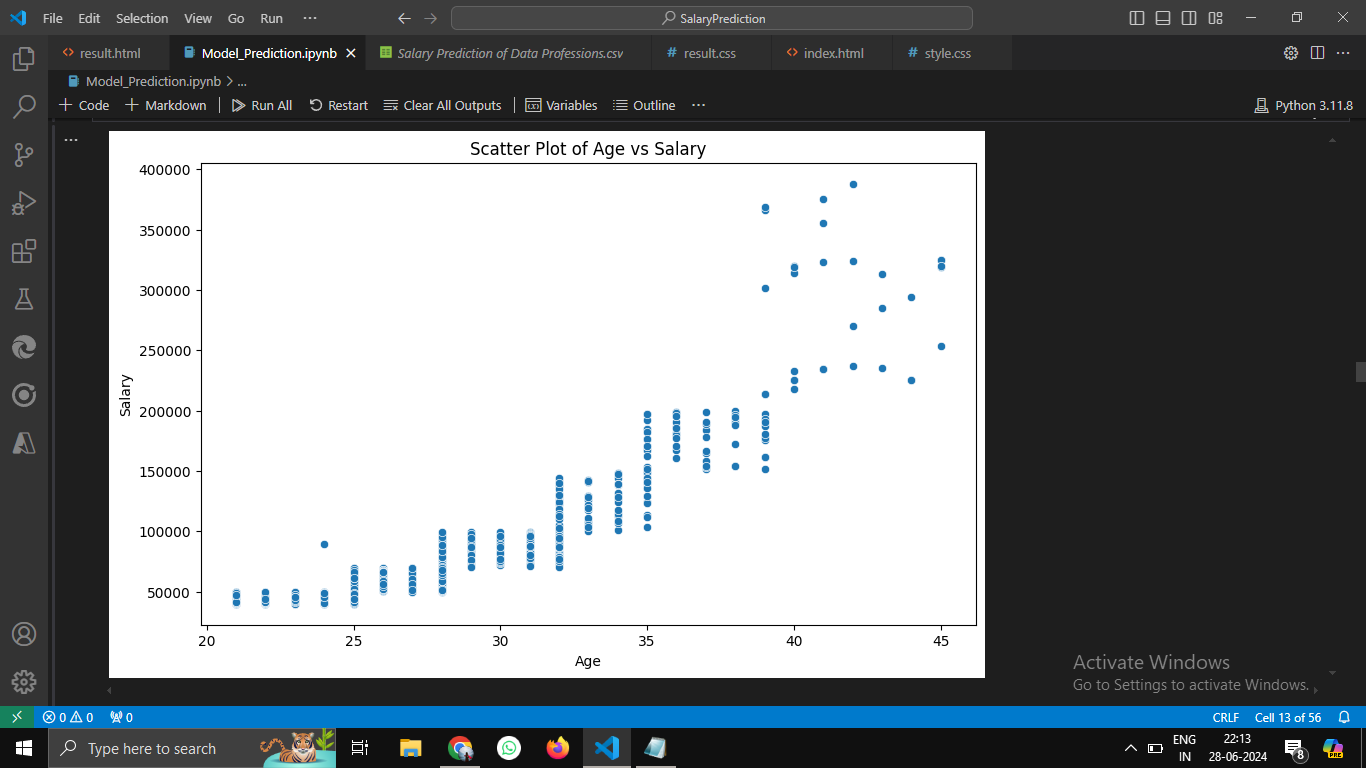 File Edit Selection View Go Run ··· SalaryPrediction
result.html Model_Prediction.ipynb Salary Prediction of Data Professions.csv result.css index.html style.css
Model_Prediction.ipynb > ...
Code Markdown Run All Restart Clear All Outputs Variables Outline ··· Python 3.11.8
Scatter Plot of Age vs Salary
400000
350000
300000
250000
200000
150000
100000
50000
Salary
20 25 30 35 40 45
Age
Activate Windows
Go to Settings to activate Windows.
0 0 0 CRLF Cell 13 of 56
Type here to search
ENG
IN
22:13
28-06-2024
8
PRE